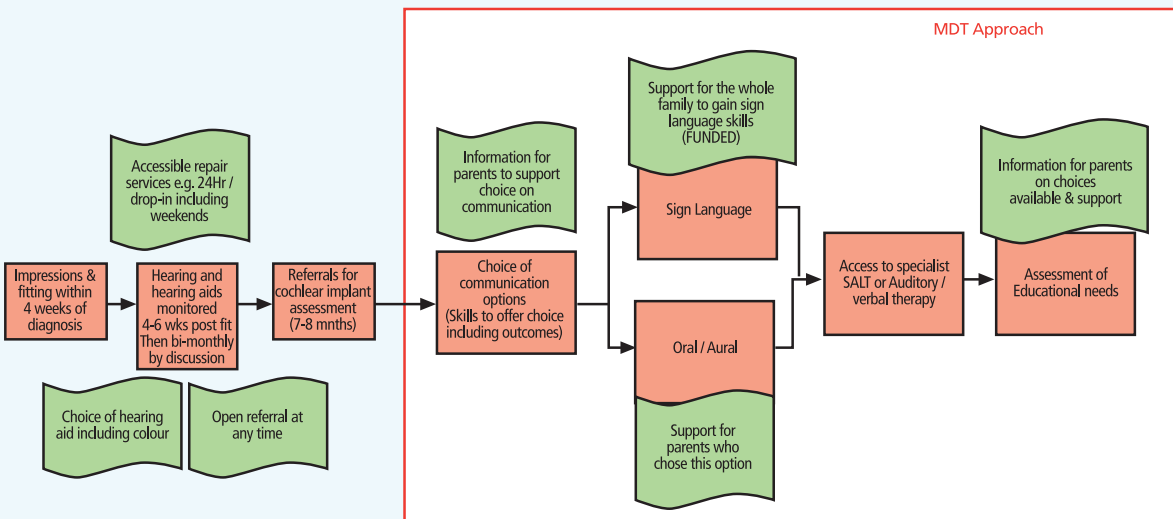 MDT Approach
Accessible repair
services e.g. 24Hr /
drop-in including
weekends
Impressions &
fitting within
4 weeks of
diagnosis
Hearing and
hearing aids
monitored
4-6 wks post fit
Then bi-monthly
by discussion
Referrals for
cochlear implant
assessment
(7-8 mnths)
Choice of hearing
aid including colour
Open referral at
any time
Information for
parents to support
choice on
communication
Choice of
communication
options
(Skills to offer choice
including outcomes)
Support for the whole
family to gain sign
language skills
(FUNDED)
Sign Language
Oral / Aural
Support for
parents who
chose this option
Access to specialist
SALT or Auditory /
verbal therapy
Information for parents
on choices
available & support
Assessment of
Educational needs